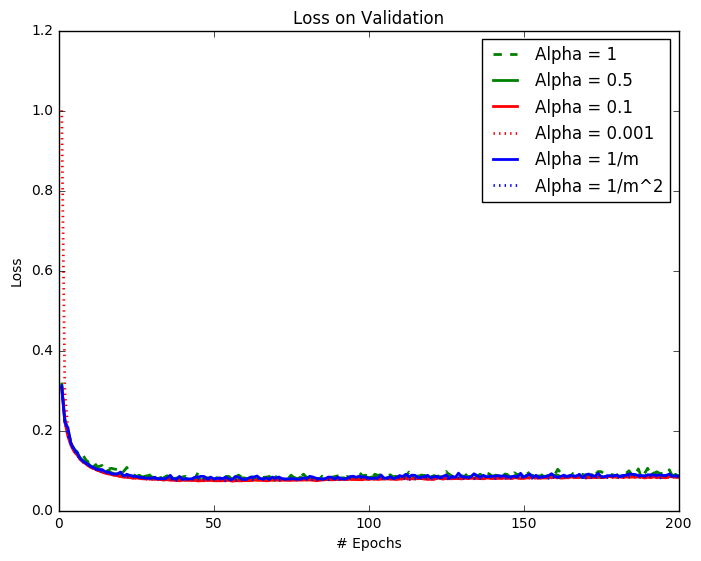 Loss on Validation
1.2
1.0
0.8
0.6
0.4
0.2
0.0
Loss
Alpha = 1
Alpha = 0.5
Alpha = 0.1
Alpha = 0.001
Alpha = 1/m
Alpha = 1/m^2
0 50 100 150 200
# Epochs